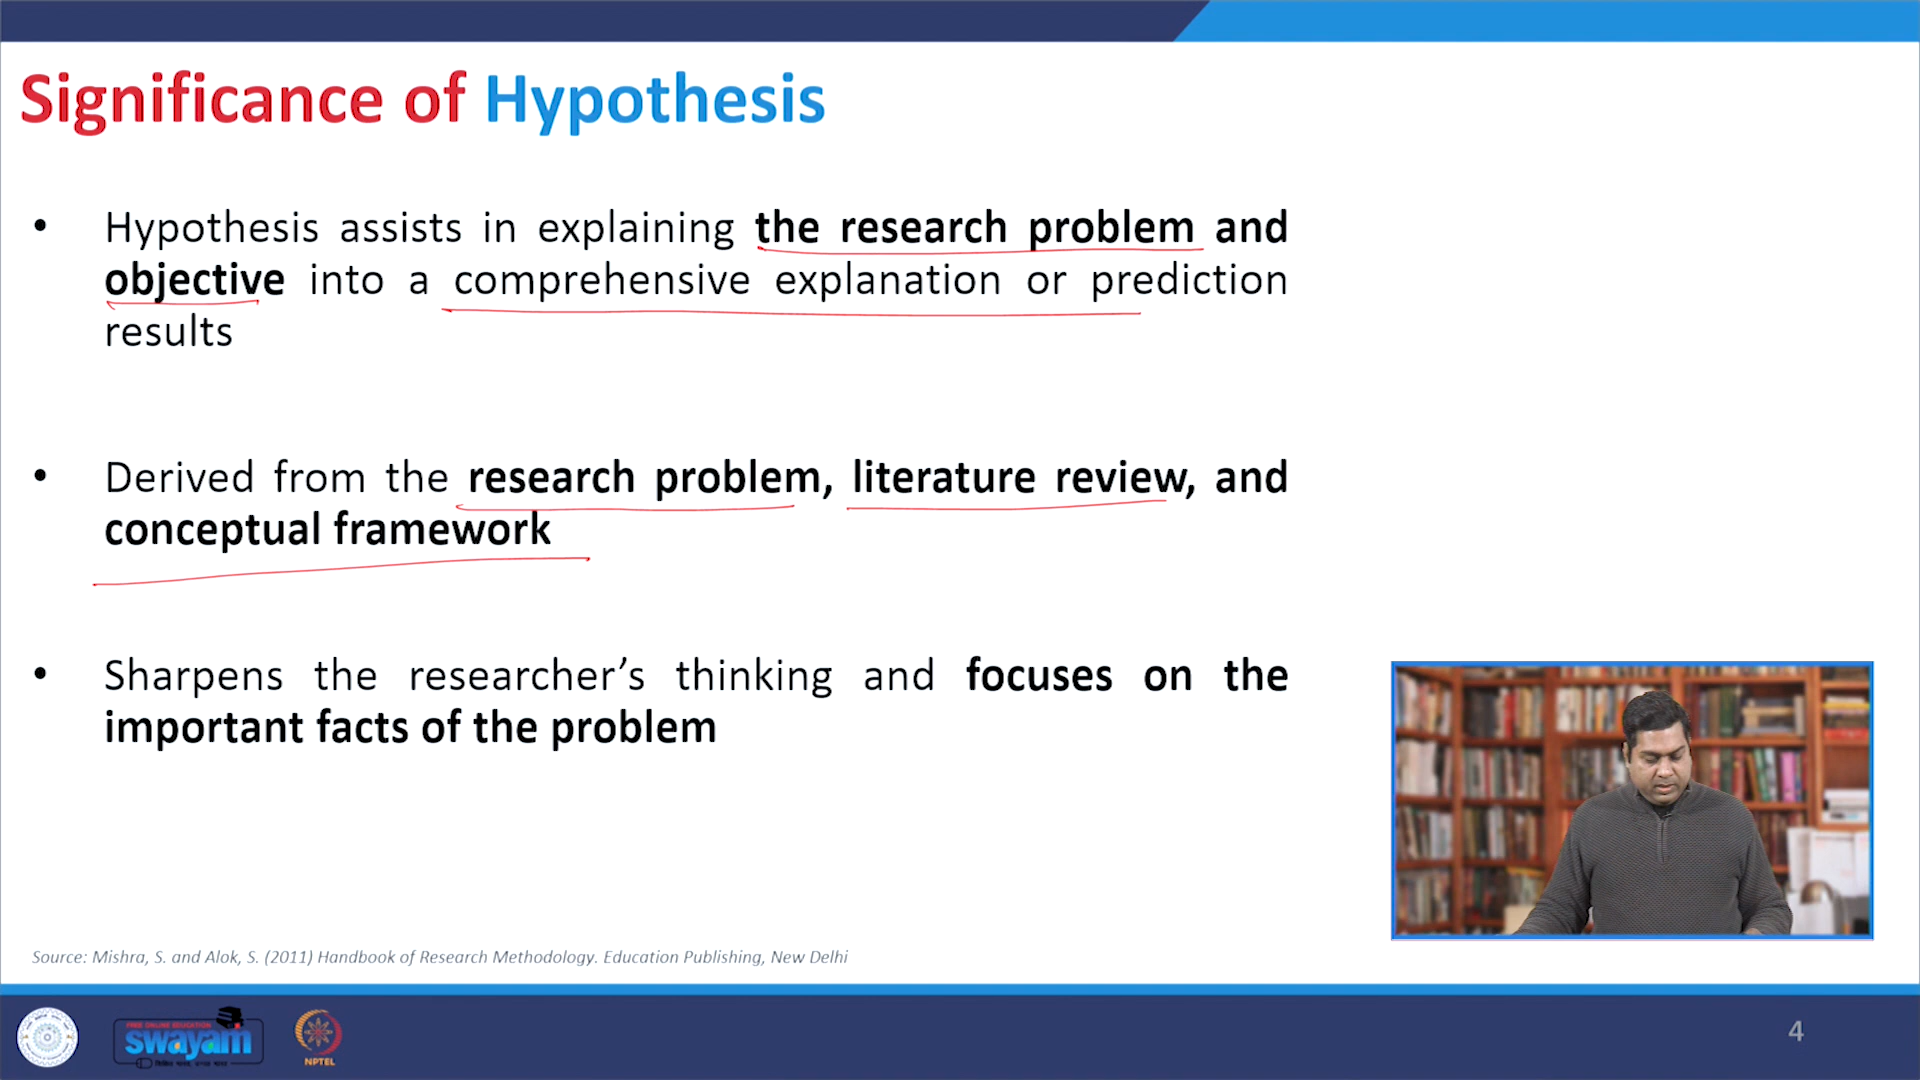 Significance of Hypothesis
• Hypothesis assists in explaining the research problem and
objective into a comprehensive explanation or prediction
results
• Derived from the research problem, literature review, and
conceptual framework
• Sharpens the researcher’s thinking and focuses on the
important facts of the problem
Source: Mishra, S. and Alok, S. (2011) Handbook of Research Methodology. Education Publishing, New Delhi
FREE ONLINE EDUCATION
swayam
NPTEL
4